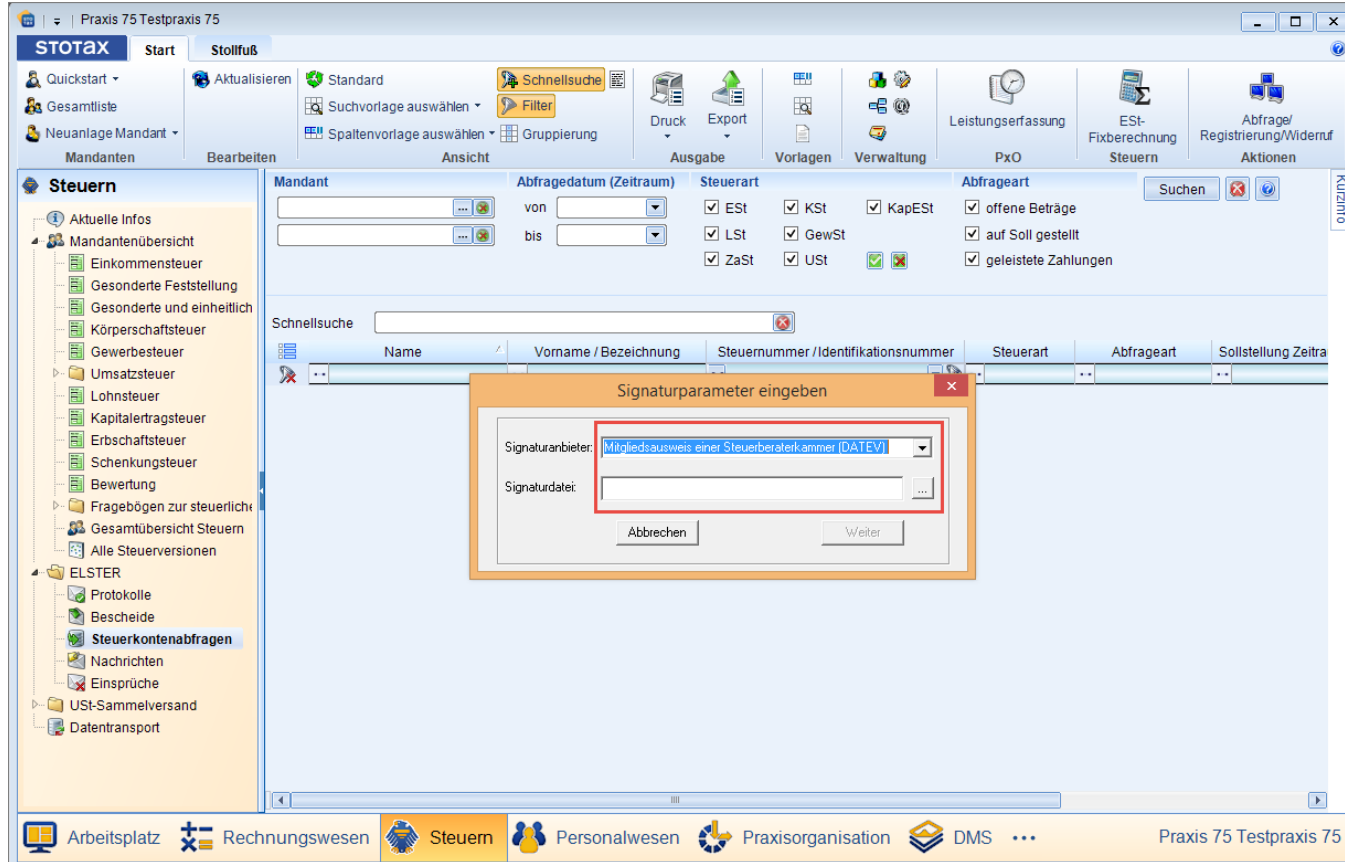 Praxis 75 Testpraxis 75
STOTAX Start Stollfuß
Quickstart
Gesamtliste
Neuanlage Mandant
Mandanten
Aktualisieren
Bearbeiten
Standard
Suchvorlage auswählen
Spaltenvorlage auswählen
Schnellsuche
Filter
Gruppierung
Ansicht
Druck
Export
Ausgabe
Vorlagen
Verwaltung
Leistungserfassung
PxO
ESt-
Fixberechnung
Steuern
Abfrage/
Registrierung/Widerruf
Aktionen
Steuern
Aktuelle Infos
Mandantenübersicht
Einkommensteuer
Gesonderte Feststellung
Gesonderte und einheitlich
Körperschaftsteuer
Gewerbesteuer
Umsatzsteuer
Lohnsteuer
Kapitalertragsteuer
Erbschaftsteuer
Schenkungsteuer
Bewertung
Fragebögen zur steuerliche
Gesamtübersicht Steuern
Alle Steuerversionen
ELSTER
Protokolle
Bescheide
Steuerkontenabfragen
Nachrichten
Einsprüche
USt-Sammelversand
Datentransport
Mandant
Abfragedatum (Zeitraum)
von
bis
Steuerart
ESt KSt KapESt
LSt GewSt
ZaSt USt
Abfrageart
offene Beträge
auf Soll gestellt
geleistete Zahlungen
Suchen
Kurzinfo
Schnellsuche
Name Vorname / Bezeichnung Steuernummer / Identifikationsnummer Steuerart Abfrageart Sollstellung Zeitra
Signaturparameter eingeben
Signaturanbieter: Mitgliedsausweis einer Steuerberaterkammer (DATEV)
Signaturdatei: ...
Abbrechen Weiter
Arbeitsplatz Rechnungswesen Steuern Personalwesen Praxisorganisation DMS ... Praxis 75 Testpraxis 75